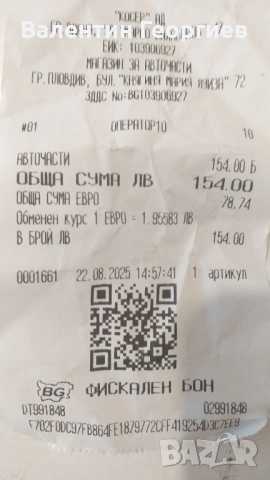 Валентин Георгиев
"КОСЕР" АД
ЕИК: 103906927
МАГАЗИН ЗА АВТОЧАСТИ
ГР.ПЛОВДИВ, БУЛ."КНЯГИНЯ МАРИЯ ЛУИЗА" 72
ЗДДС No:BG103906927
#01 ОПЕРАТОР10 10
АВТОЧАСТИ 154.00 Б
ОБЩА СУМА ЛВ 154.00
ОБЩА СУМА ЕВРО 78.74
Обменен курс 1 ЕВРО = 1.95583 ЛВ
В БРОЙ ЛВ 154.00
0001661 22.08.2025 14:57:41 1 артикул
BG ФИСКАЛЕН БОН
DT991848 02991848
BAZAR